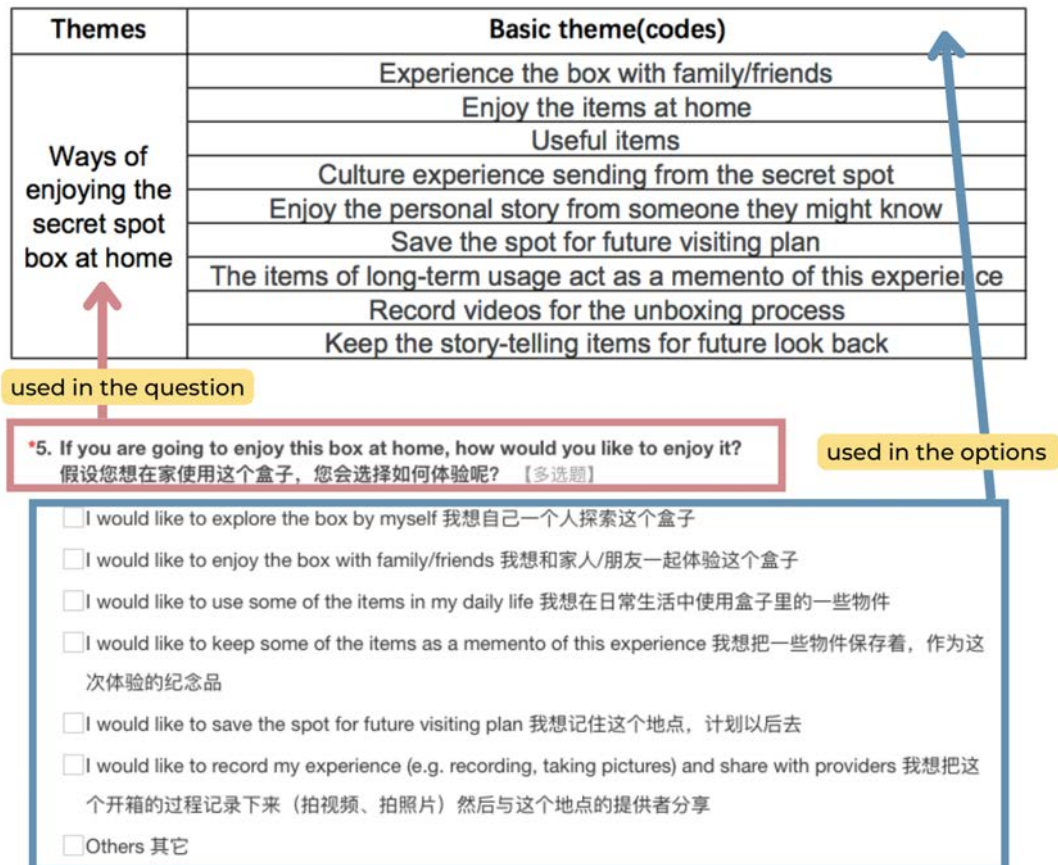 Themes
Basic theme(codes)
Ways of
enjoying the
secret spot
box at home
Experience the box with family/friends
Enjoy the items at home
Useful items
Culture experience sending from the secret spot
Enjoy the personal story from someone they might know
Save the spot for future visiting plan
The items of long-term usage act as a memento of this experience
Record videos for the unboxing process
Keep the story-telling items for future look back
used in the question
*5. If you are going to enjoy this box at home, how would you like to enjoy it?
假设您想在家使用这个盒子，您会选择如何体验呢？ 【多选题】
used in the options
I would like to explore the box by myself 我想自己一个人探索这个盒子
I would like to enjoy the box with family/friends 我想和家人/朋友一起体验这个盒子
I would like to use some of the items in my daily life 我想在日常生活中使用盒子里的一些物件
I would like to keep some of the items as a memento of this experience 我想把一些物件保存着，作为这
次体验的纪念品
I would like to save the spot for future visiting plan 我想记住这个地点，计划以后去
I would like to record my experience (e.g. recording, taking pictures) and share with providers 我想把这
个开箱的过程记录下来（拍视频、拍照片）然后与这个地点的提供者分享
Others 其它